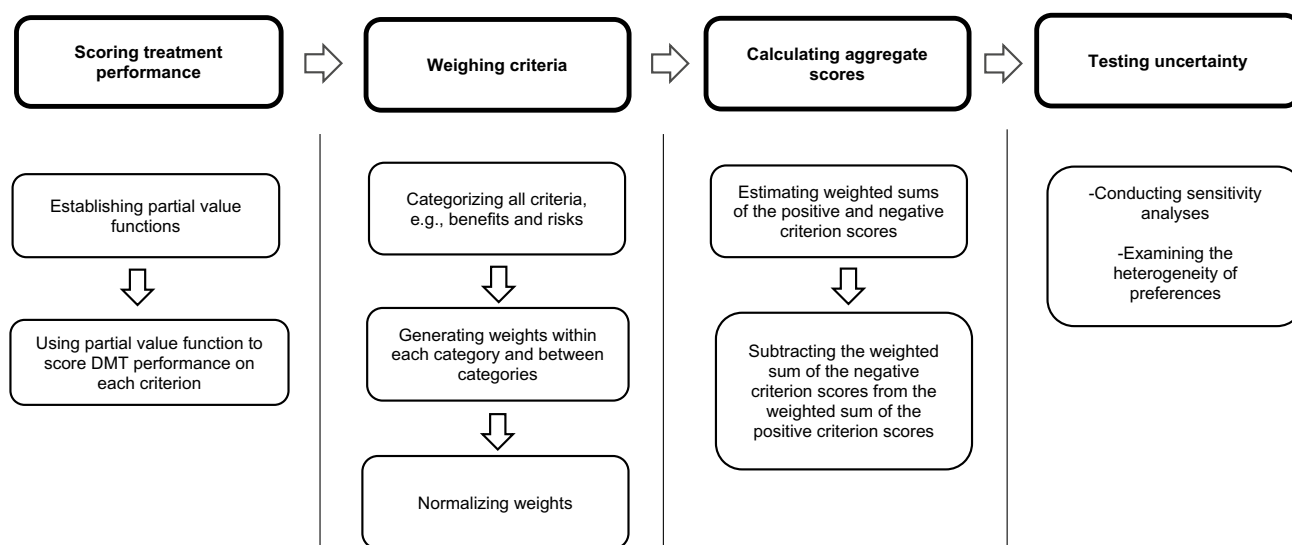 Scoring treatment
performance
Weighing criteria
Calculating aggregate
scores
Testing uncertainty
Establishing partial value
functions
Using partial value function to
score DMT performance on
each criterion
Categorizing all criteria,
e.g., benefits and risks
Generating weights within
each category and between
categories
Normalizing weights
Estimating weighted sums
of the positive and negative
criterion scores
Subtracting the weighted
sum of the negative
criterion scores from the
weighted sum of the
positive criterion scores
-Conducting sensitivity
analyses
-Examining the
heterogeneity of
preferences